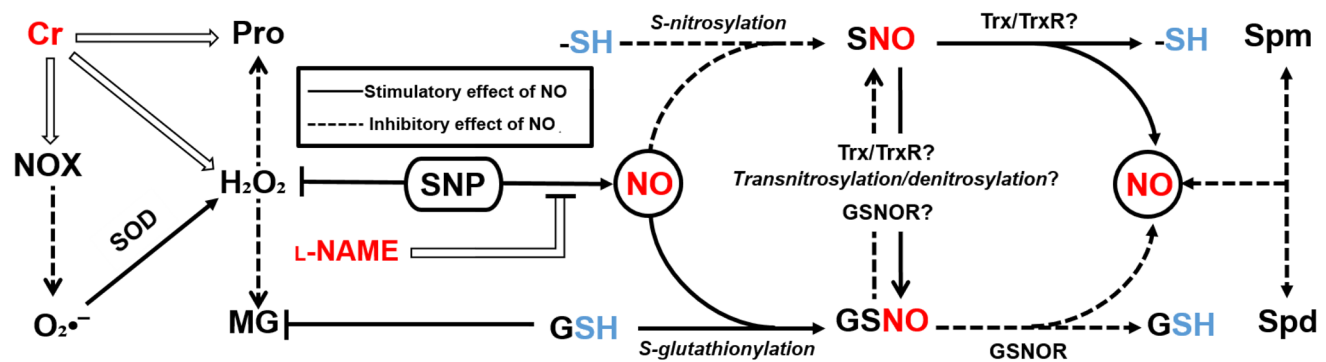 Cr
Pro
-SH
S-nitrosylation
SNO
Trx/TrxR?
-SH
Spm
Stimulatory effect of NO
Inhibitory effect of NO
NOX
H₂O₂
SNP
NO
Trx/TrxR?
Transnitrosylation/denitrosylation?
GSNOR?
NO
SOD
L-NAME
O₂•⁻
MG
GSH
S-glutathionylation
GSNO
GSNOR
GSH
Spd